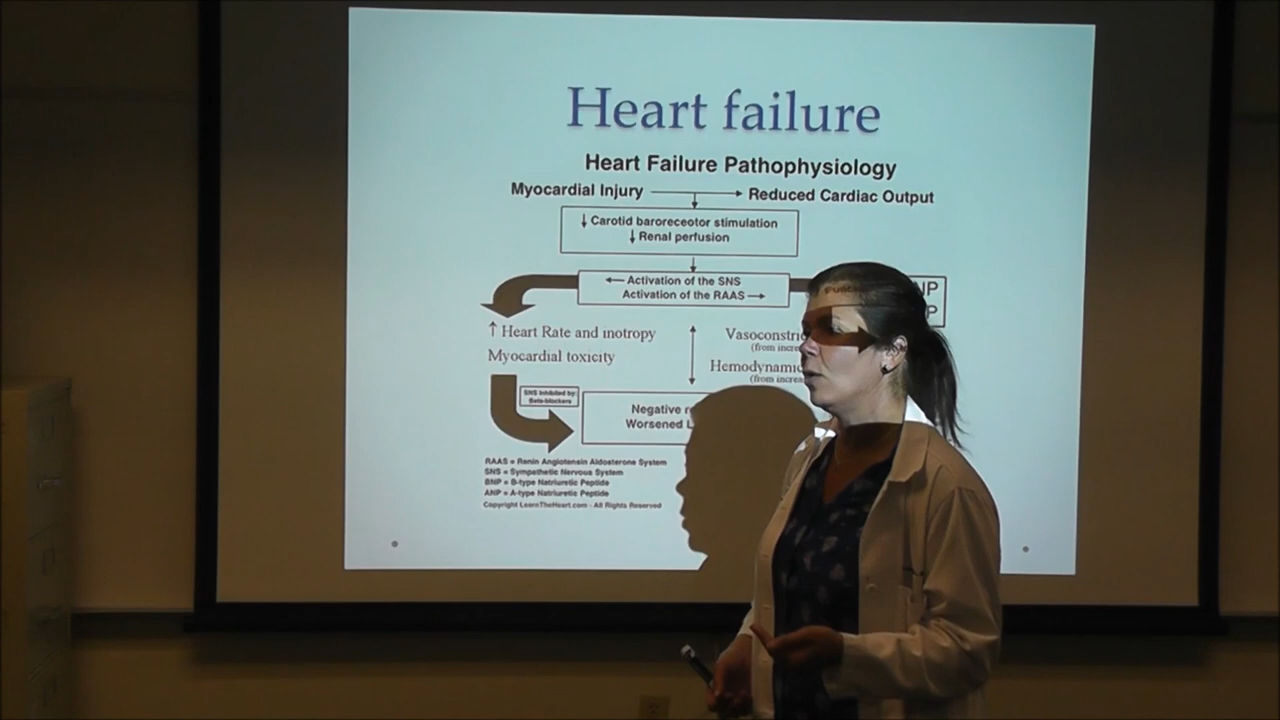 Heart failure
Heart Failure Pathophysiology
Myocardial Injury → Reduced Cardiac Output
↓ Carotid baroreceotor stimulation
↓ Renal perfusion
← Activation of the SNS
Activation of the RAAS →
NP
P
↑ Heart Rate and inotropy
Myocardial toxicity
Vasoconstric
(from increa
Hemodynamic
(from increa
SNS Inhibited by
Beta-blockers
Negative re
Worsened L
RAAS = Renin Angiotensin Aldosterone System
SNS = Sympathetic Nervous System
BNP = B-type Natriuretic Peptide
ANP = A-type Natriuretic Peptide
Copyright LearnTheHeart.com - All Rights Reserved